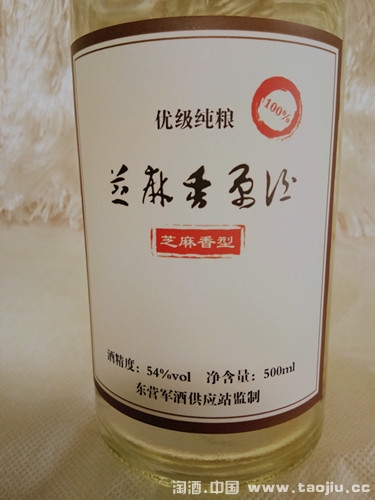 优级纯粮
100%
芝麻香原酒
芝麻香型
酒精度：54%vol 净含量：500ml
东营军酒供应站监制
淘酒.中国 www.taojiu.cc